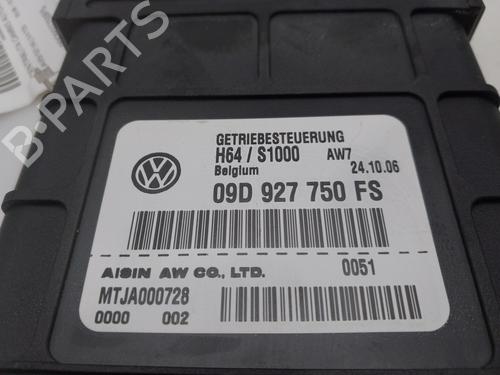 GETRIEBESTEUERUNG
H64 / S1000 AW7
Belgium 24.10.06
09D 927 750 FS
AISIN AW CO., LTD. 0051
MTJA000728
0000 002